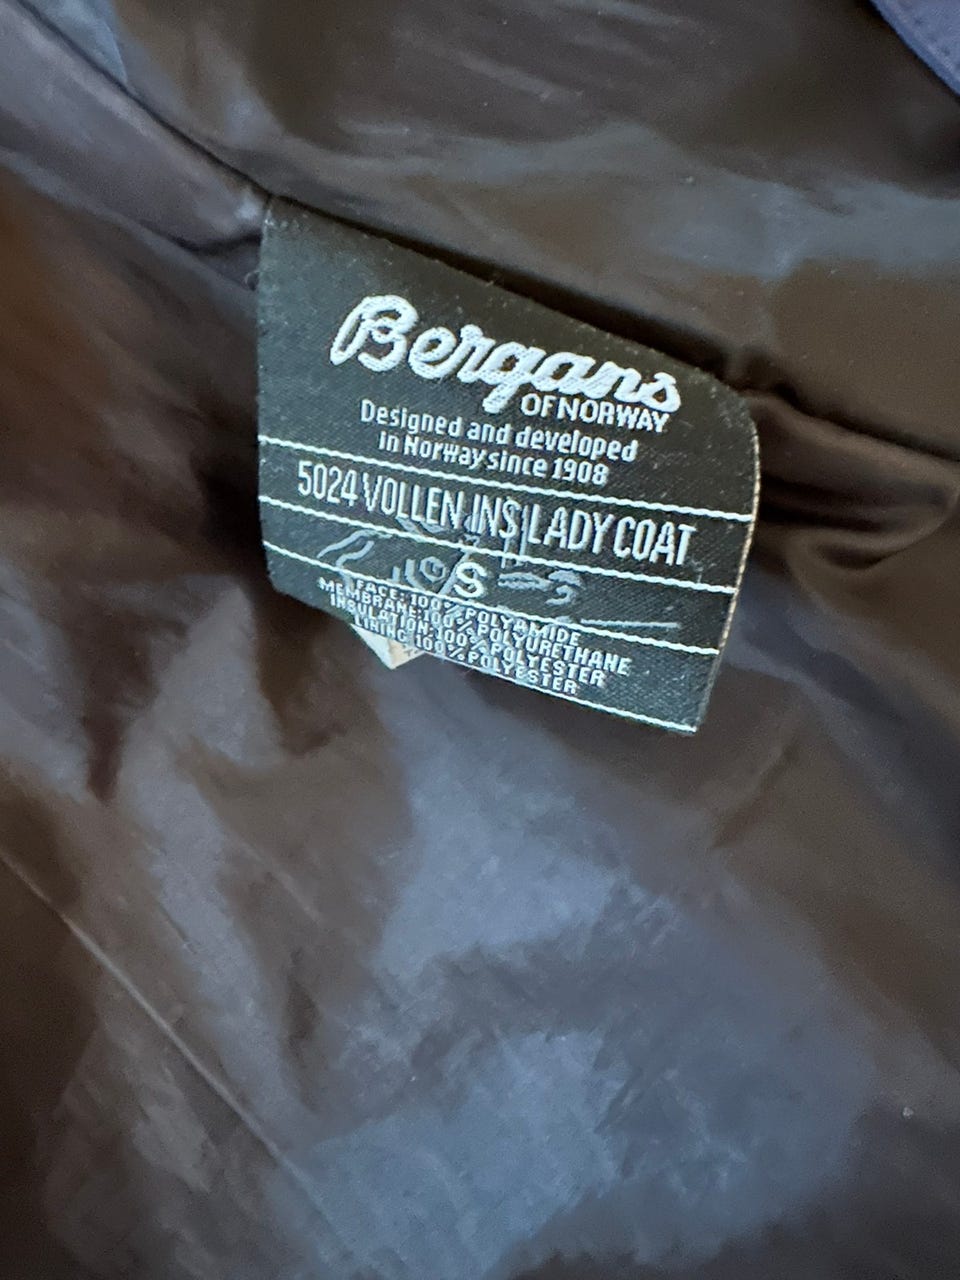 Bergans
OF NORWAY
Designed and developed
in Norway since 1908
5024 VOLLEN INS LADY COAT
S
FACE: 100% POLYAMIDE
MEMBRANE: 100% POLYURETHANE
INSULATION: 100% POLYESTER
LINING 100% POLYESTER